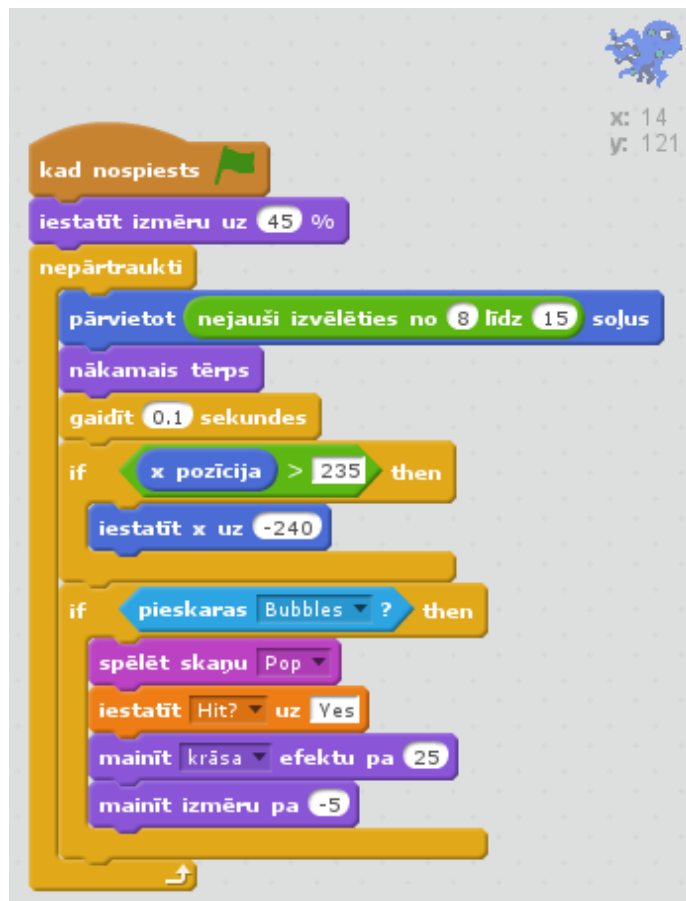 x: 14
y: 121
kad nospiests
iestatīt izmēru uz 45 %
nepārtraukti
pārvietot nejauši izvēlēties no 8 līdz 15 soļus
nākamais tērps
gaidīt 0.1 sekundes
if x pozīcija > 235 then
iestatīt x uz -240
if pieskaras Bubbles ? then
spēlēt skaņu Pop
iestatīt Hit? uz Yes
mainīt krāsa efektu pa 25
mainīt izmēru pa -5